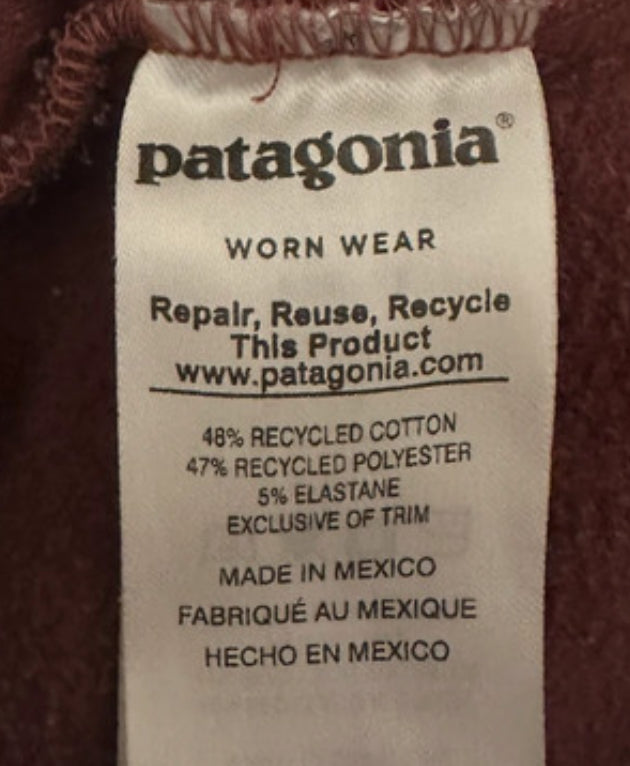 patagonia®
WORN WEAR
Repair, Reuse, Recycle
This Product
www.patagonia.com
48% RECYCLED COTTON
47% RECYCLED POLYESTER
5% ELASTANE
EXCLUSIVE OF TRIM
MADE IN MEXICO
FABRIQUÉ AU MEXIQUE
HECHO EN MEXICO